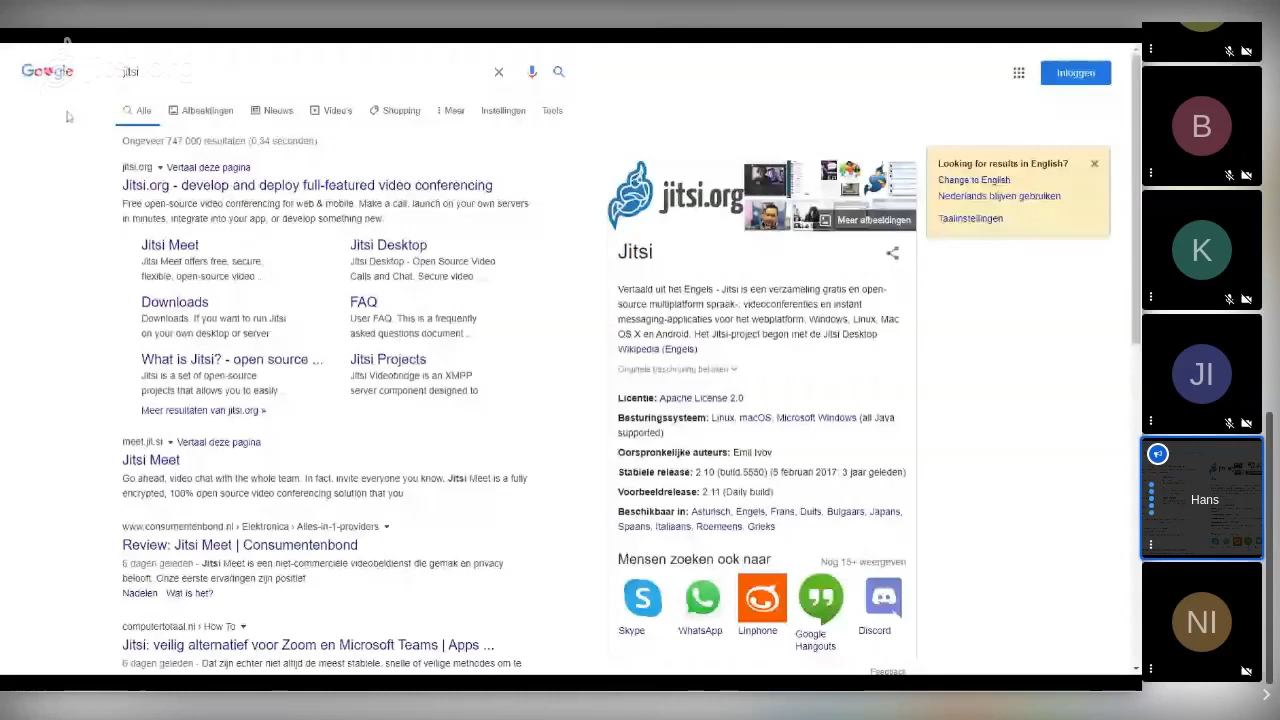 Google
jitsi
Inloggen
Alle Afbeeldingen Nieuws Video's Shopping Meer Instellingen Tools
Ongeveer 747.000 resultaten (0,34 seconden)
jitsi.org Vertaal deze pagina
Jitsi.org - develop and deploy full-featured video conferencing
Free open-source video conferencing for web & mobile. Make a call, launch on your own servers
in minutes, integrate into your app, or develop something new.
Jitsi Meet
Jitsi Meet offers free, secure,
flexible, open-source video ...
Jitsi Desktop
Jitsi Desktop - Open Source Video
Calls and Chat. Secure video ...
Downloads
Downloads. If you want to run Jitsi
on your own desktop or server
FAQ
User FAQ. This is a frequently
asked questions document ...
What is Jitsi? - open source ...
Jitsi is a set of open-source
projects that allows you to easily ...
Jitsi Projects
Jitsi Videobridge is an XMPP
server component designed to
Meer resultaten van jitsi.org »
meet.jit.si Vertaal deze pagina
Jitsi Meet
Go ahead, video chat with the whole team. In fact, invite everyone you know. Jitsi Meet is a fully
encrypted, 100% open source video conferencing solution that you
www.consumentenbond.nl › Elektronica › Alles-in-1-providers
Review: Jitsi Meet | Consumentenbond
6 dagen geleden - Jitsi Meet is een niet-commerciële videobeldienst die gemak en privacy
belooft. Onze eerste ervaringen zijn positief
Nadelen Wat is het?
computertotaal.nl › How To
Jitsi: veilig alternatief voor Zoom en Microsoft Teams | Apps ...
6 dagen geleden - Dat zijn echter niet altijd de meest stabiele, snelle of veilige methodes om te
jitsi.org
Meer afbeeldingen
Jitsi
Vertaald uit het Engels - Jitsi is een verzameling gratis en open-
source multiplatform spraak-, videoconferenties en instant
messaging-applicaties voor het webplatform, Windows, Linux, Mac
OS X en Android. Het Jitsi-project begon met de Jitsi Desktop
Wikipedia (Engels)
Originele beschrijving bekijken
Licentie: Apache License 2.0
Besturingssysteem: Linux, macOS, Microsoft Windows (all Java
supported)
Oorspronkelijke auteurs: Emil Ivov
Stabiele release: 2.10 (build.5550) (5 februari 2017; 3 jaar geleden)
Voorbeeldrelease: 2.11 (Daily build)
Beschikbaar in: Asturisch, Engels, Frans, Duits, Bulgaars, Japans,
Spaans, Italiaans, Roemeens, Grieks
Mensen zoeken ook naar
Nog 15+ weergeven
Skype
WhatsApp
Linphone
Google
Hangouts
Discord
Feedback
Looking for results in English?
Change to English
Nederlands blijven gebruiken
Taalinstellingen
B
K
JI
Hans
NI